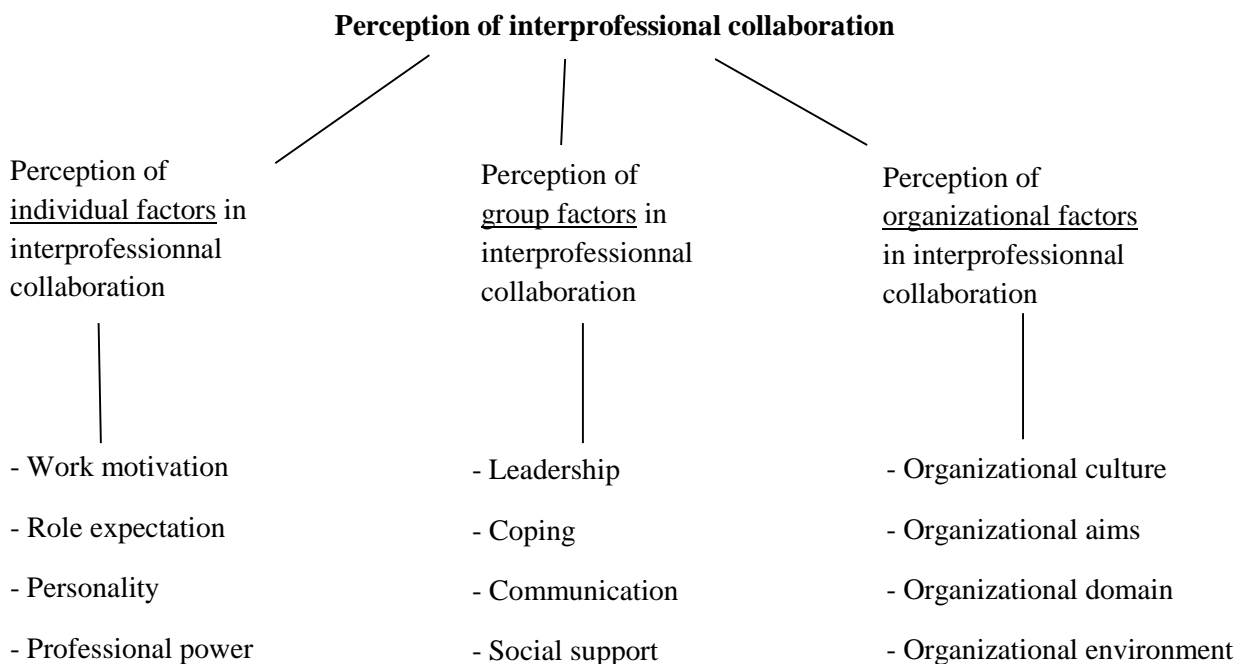 Perception of interprofessional collaboration
Perception of
individual factors in
interprofessionnal
collaboration
Perception of
group factors in
interprofessionnal
collaboration
Perception of
organizational factors
in interprofessionnal
collaboration
- Work motivation
- Role expectation
- Personality
- Professional power
- Leadership
- Coping
- Communication
- Social support
- Organizational culture
- Organizational aims
- Organizational domain
- Organizational environment